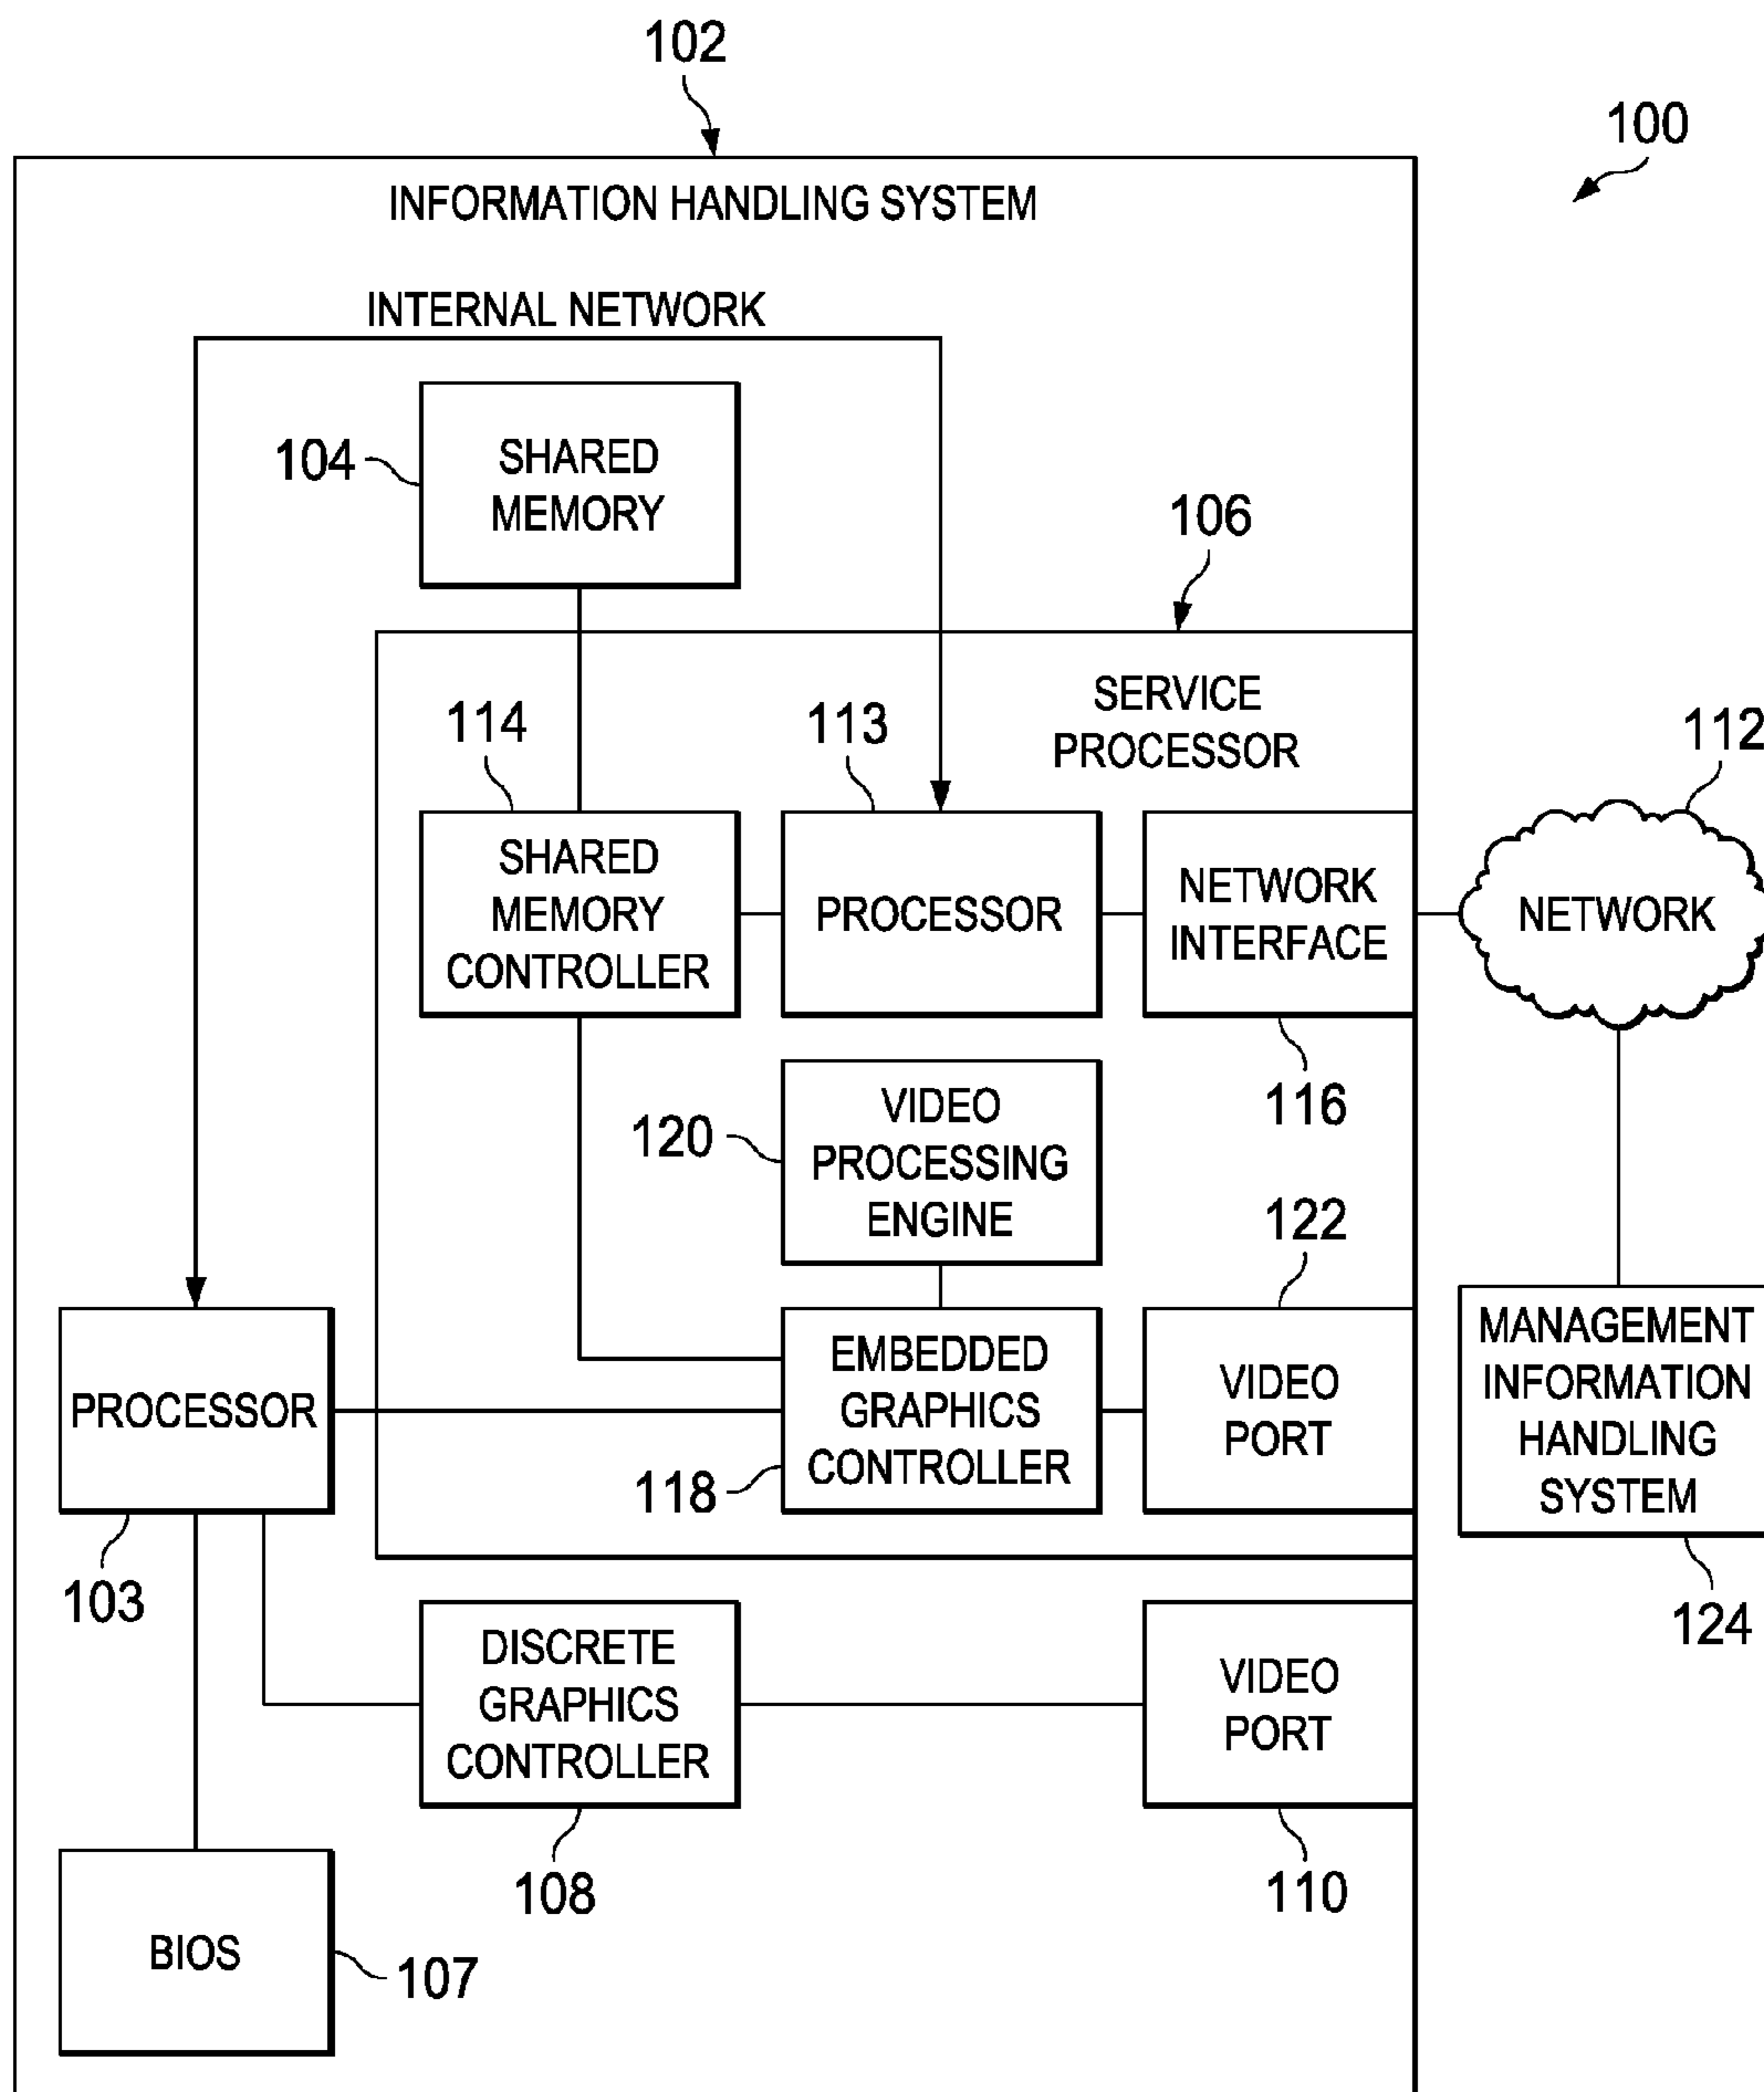 102
100
INFORMATION HANDLING SYSTEM
INTERNAL NETWORK
104
SHARED
MEMORY
106
SERVICE
PROCESSOR
114
113
112
SHARED
MEMORY
CONTROLLER
PROCESSOR
NETWORK
INTERFACE
NETWORK
116
120
VIDEO
PROCESSING
ENGINE
122
PROCESSOR
EMBEDDED
GRAPHICS
CONTROLLER
118
VIDEO
PORT
MANAGEMENT
INFORMATION
HANDLING
SYSTEM
103
124
DISCRETE
GRAPHICS
CONTROLLER
VIDEO
PORT
108
110
BIOS
107